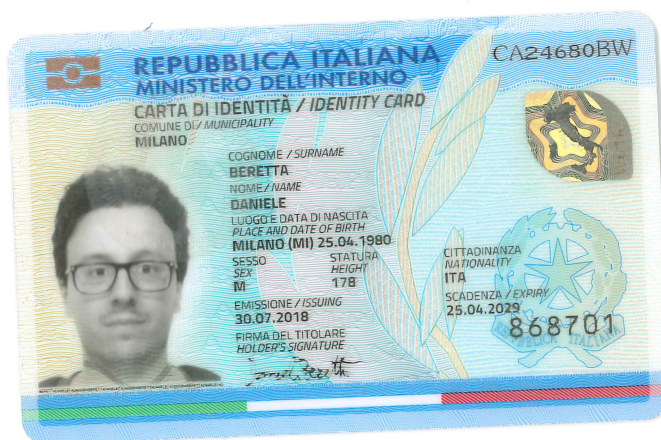 REPUBBLICA ITALIANA
CA24680BW
MINISTERO DELL'INTERNO
CARTA DI IDENTITÀ / IDENTITY CARD
COMUNE DI / MUNICIPALITY
MILANO
COGNOME / SURNAME
BERETTA
NOME / NAME
DANIELE
LUOGO E DATA DI NASCITA
PLACE AND DATE OF BIRTH
MILANO (MI) 25.04.1980
SESSO STATURA
SEX HEIGHT
M 178
CITTADINANZA
NATIONALITY
ITA
EMISSIONE / ISSUING
30.07.2018
SCADENZA / EXPIRY
25.04.2029
868701
FIRMA DEL TITOLARE
HOLDER'S SIGNATURE